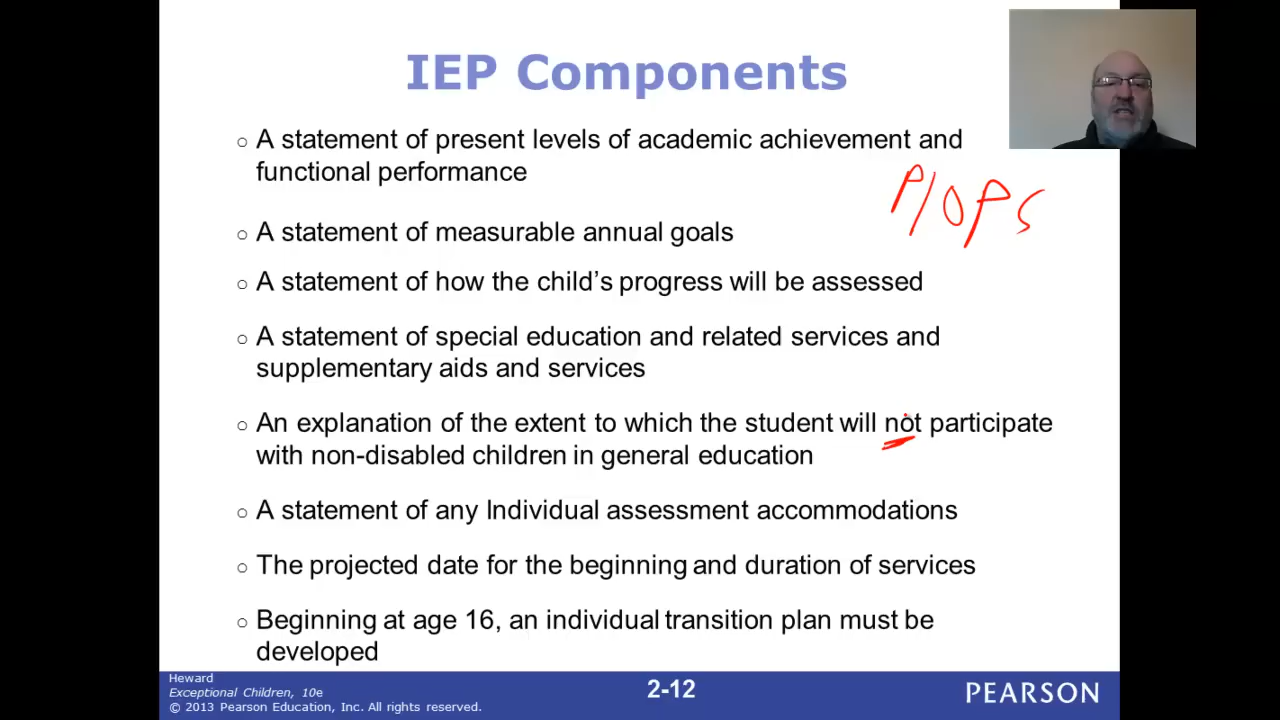 IEP Components
○ A statement of present levels of academic achievement and
functional performance
PlOPS
○ A statement of measurable annual goals
○ A statement of how the child's progress will be assessed
○ A statement of special education and related services and
supplementary aids and services
○ An explanation of the extent to which the student will not participate
with non-disabled children in general education
○ A statement of any Individual assessment accommodations
○ The projected date for the beginning and duration of services
○ Beginning at age 16, an individual transition plan must be
developed
Heward
Exceptional Children, 10e
© 2013 Pearson Education, Inc. All rights reserved.
2-12
PEARSON